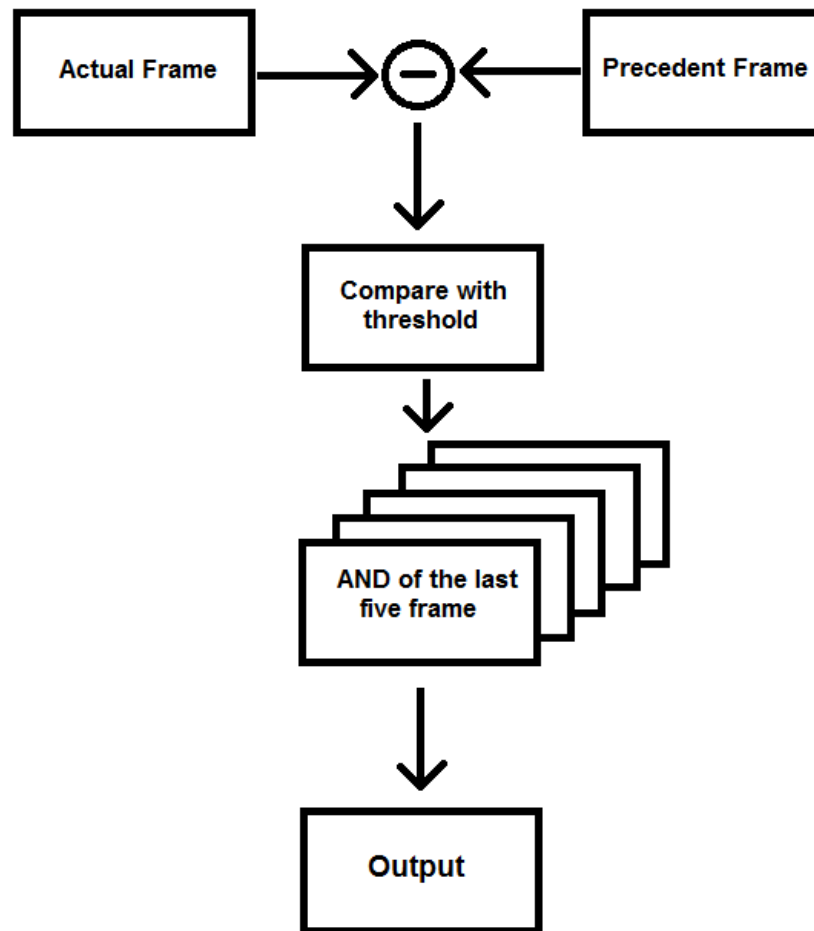 Actual Frame
Precedent Frame
Compare with
threshold
AND of the last
five frame
Output